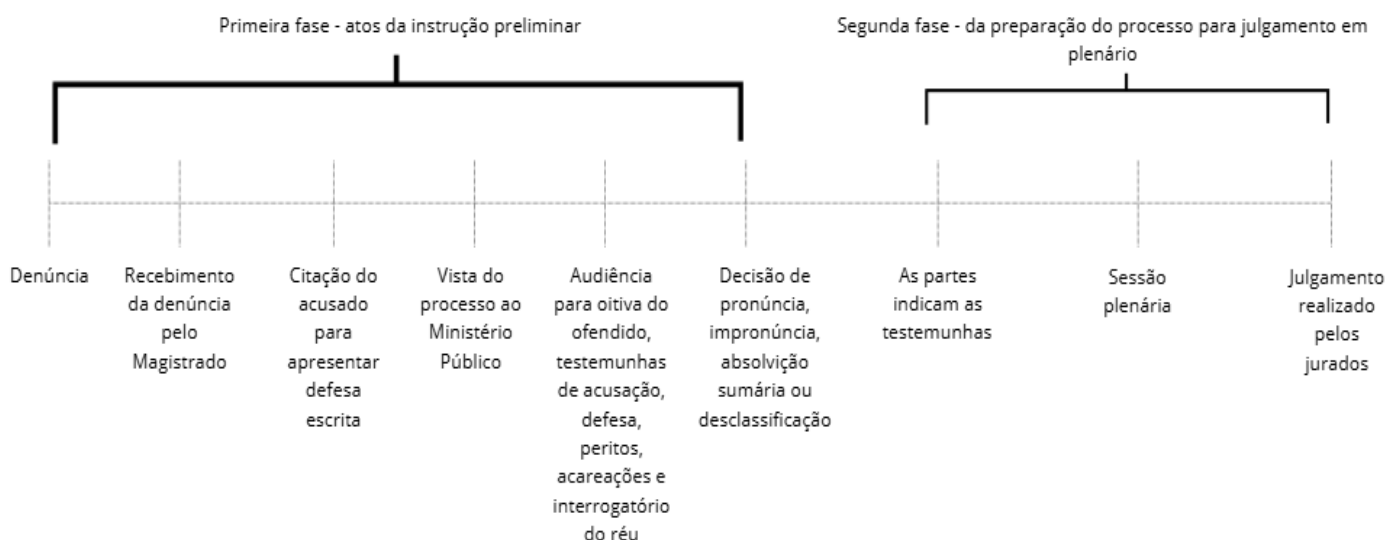 Primeira fase - atos da instrução preliminar
Segunda fase - da preparação do processo para julgamento em
plenário
Denúncia
Recebimento
da denúncia
pelo
Magistrado
Citação do
acusado
para
apresentar
defesa
escrita
Vista do
processo ao
Ministério
Público
Audiência
para oitiva do
ofendido,
testemunhas
de acusação,
defesa,
peritos,
acareações e
interrogatório
do réu
Decisão de
pronúncia,
impronúncia,
absolvição
sumária ou
desclassificação
As partes
indicam as
testemunhas
Sessão
plenária
Julgamento
realizado
pelos
jurados